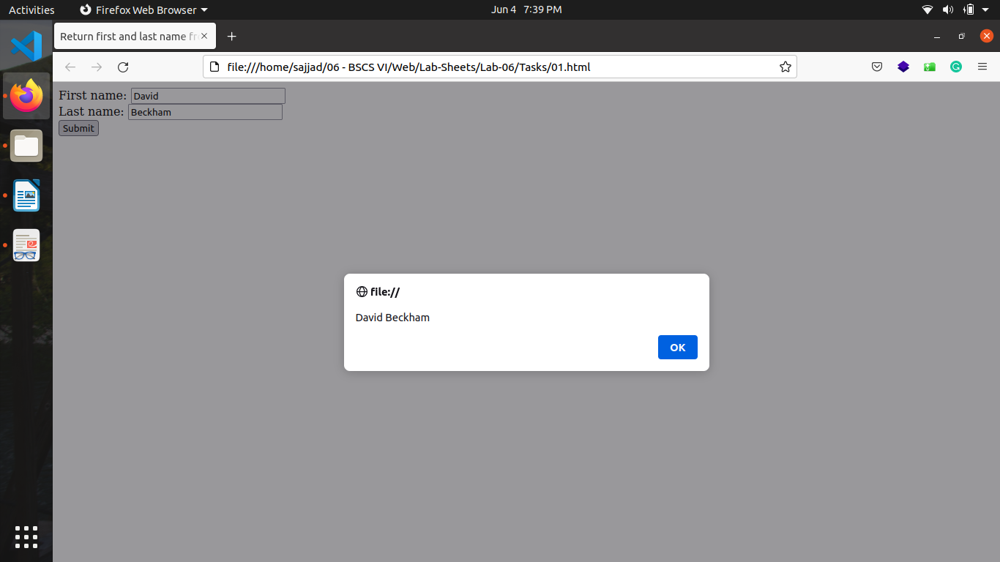 Activities Firefox Web Browser Jun 4 7:39 PM
Return first and last name fr
file:///home/sajjad/06 - BSCS VI/Web/Lab-Sheets/Lab-06/Tasks/01.html
First name: David
Last name: Beckham
Submit
file://
David Beckham
OK